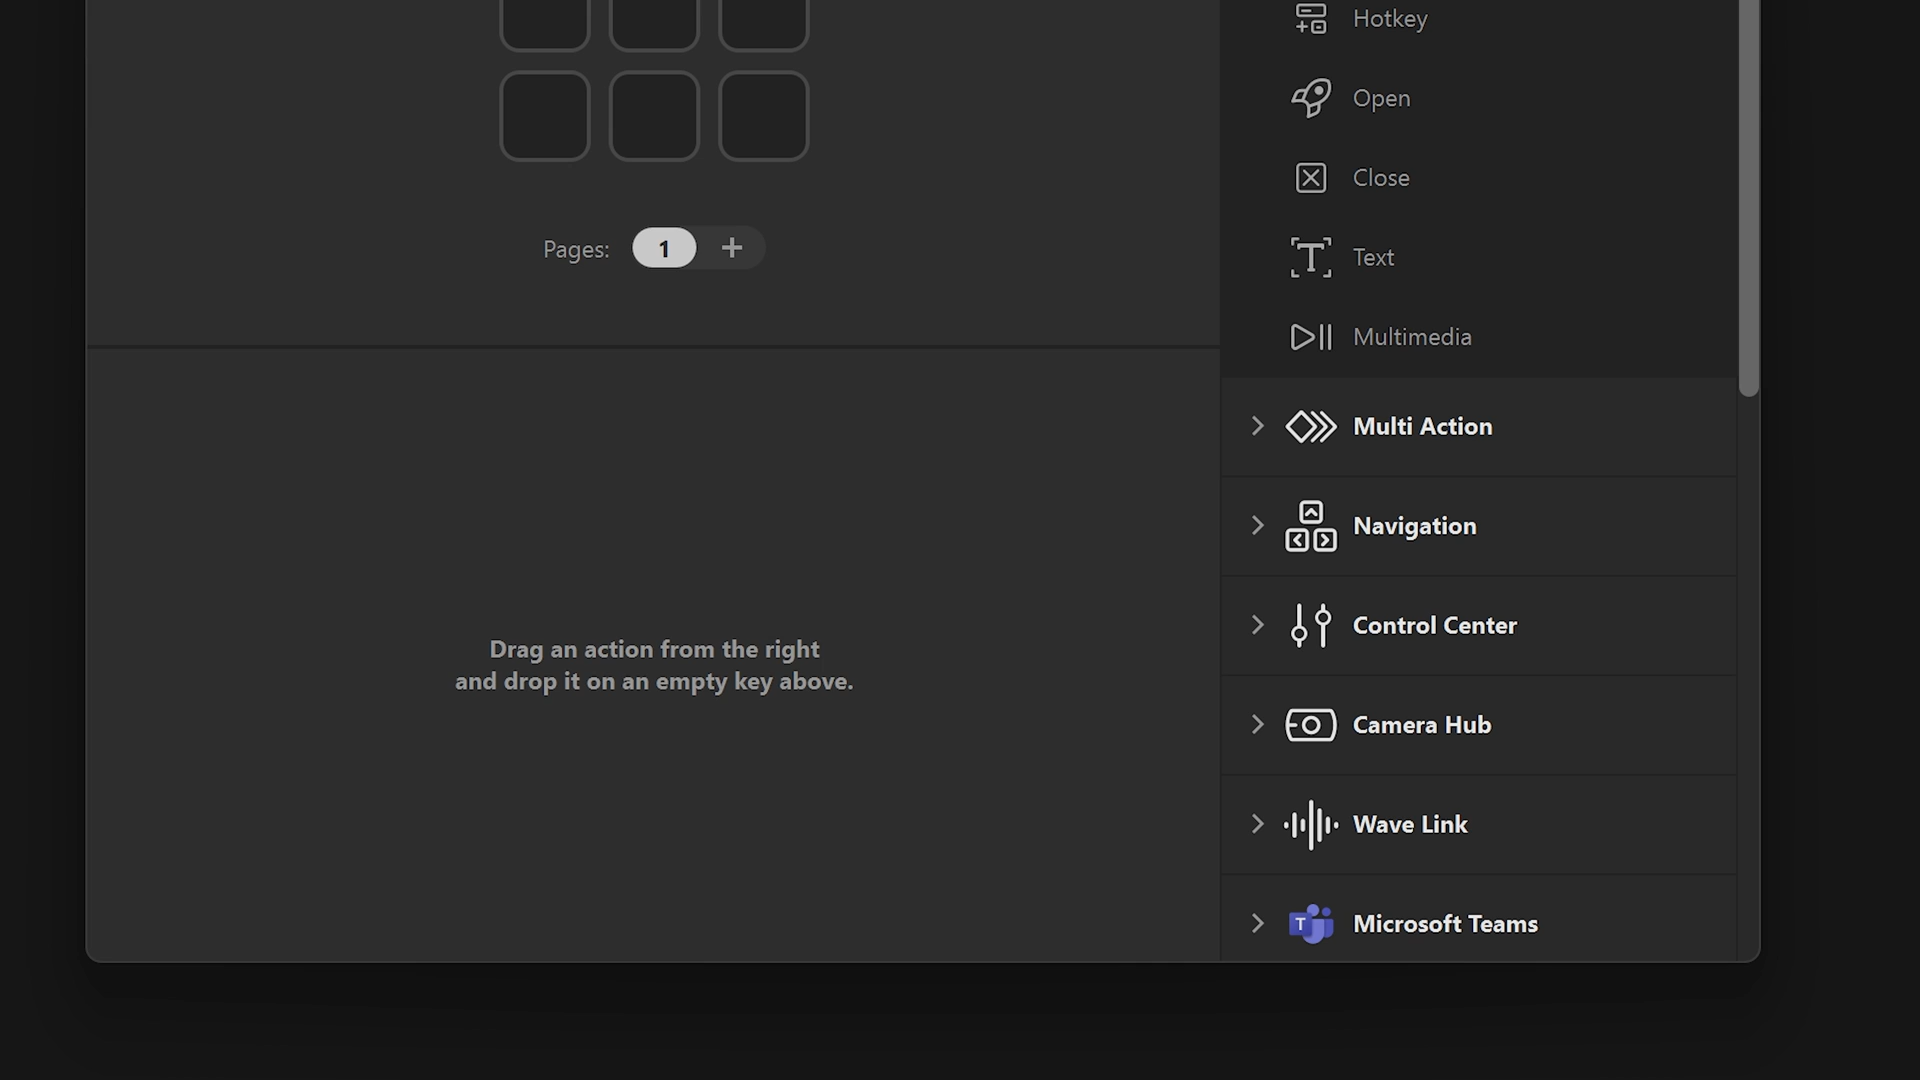 Hotkey
Open
Close
Text
Multimedia
Pages: 1 +
Multi Action
Navigation
Control Center
Drag an action from the right
and drop it on an empty key above.
Camera Hub
Wave Link
T
Microsoft Teams